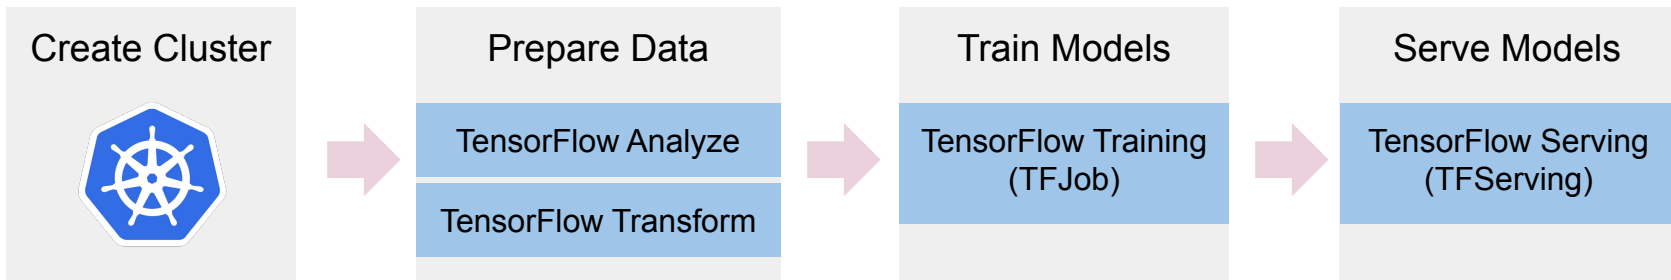 Create Cluster
Prepare Data
TensorFlow Analyze
TensorFlow Transform
Train Models
TensorFlow Training
(TFJob)
Serve Models
TensorFlow Serving
(TFServing)